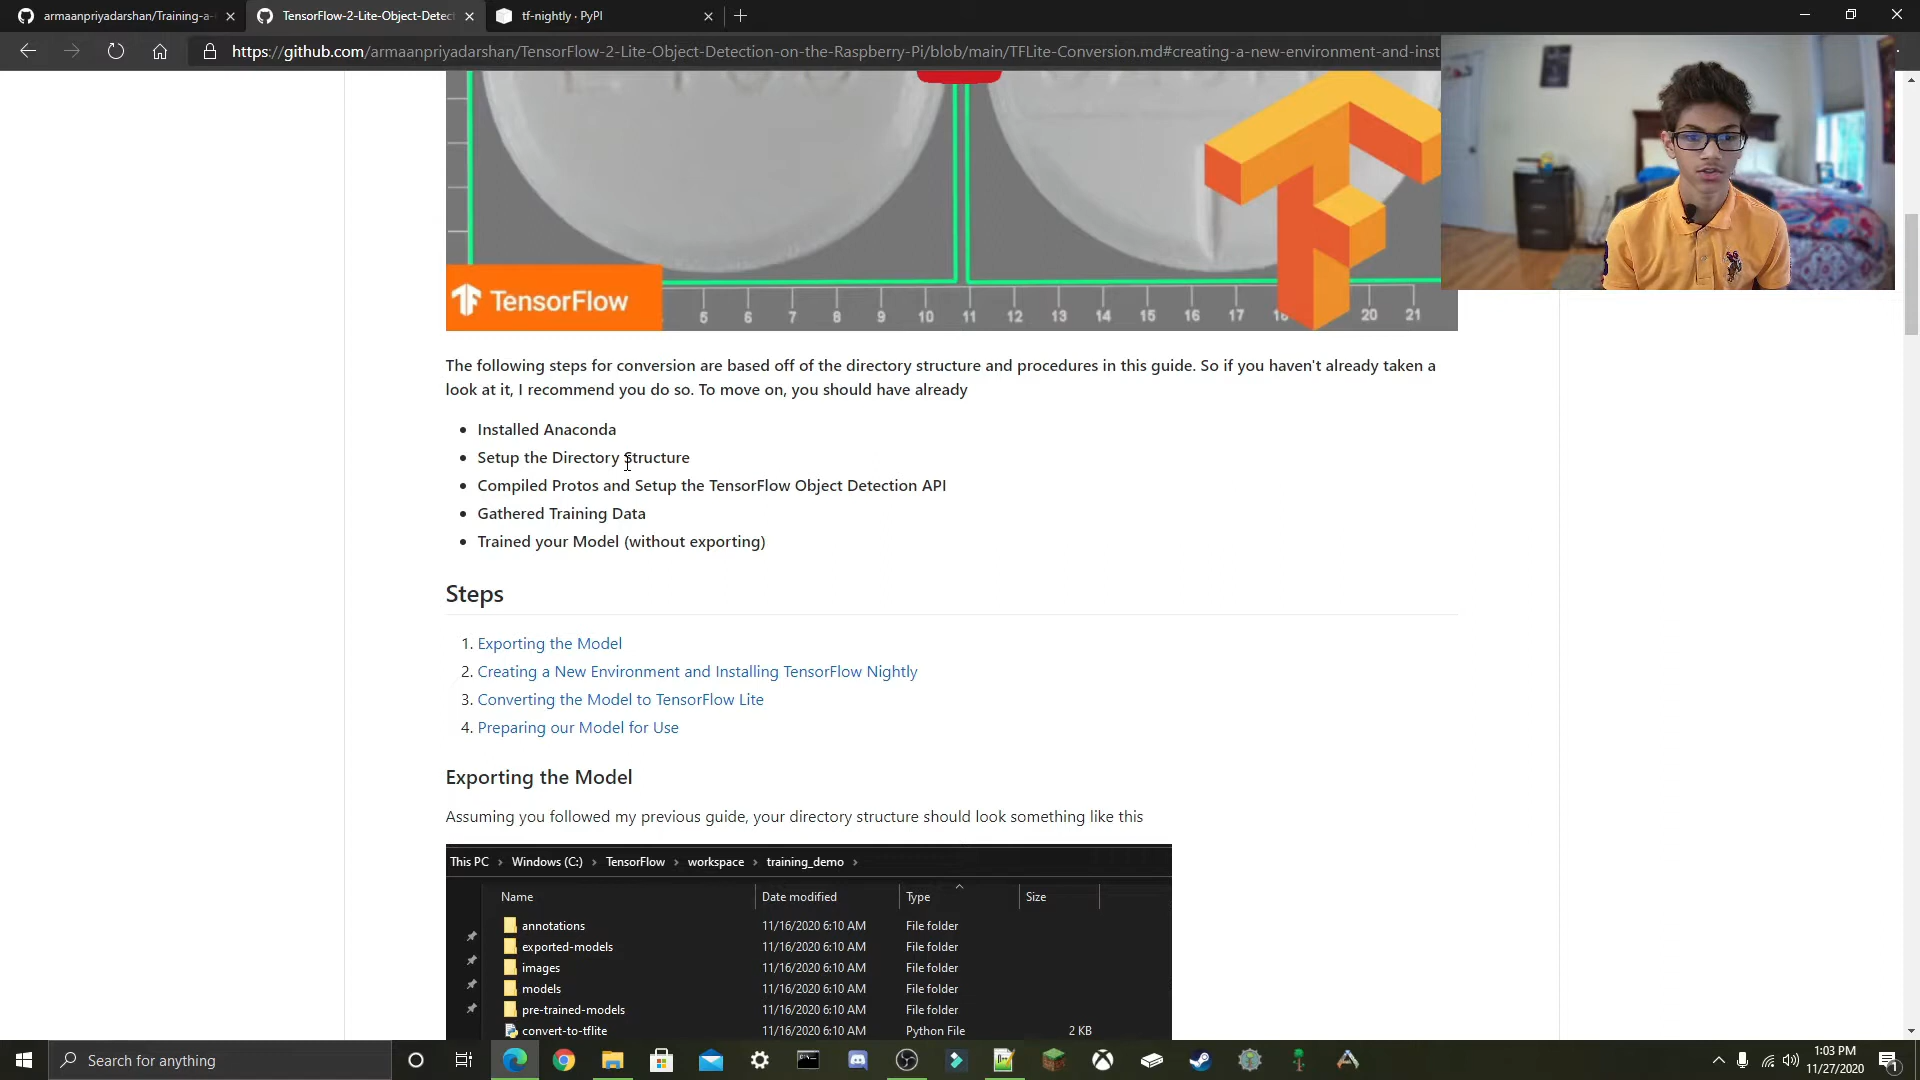 armaanpriyadarshan/Training-a-
TensorFlow-2-Lite-Object-Detect
tf-nightly · PyPI
https://github.com/armaanpriyadarshan/TensorFlow-2-Lite-Object-Detection-on-the-Raspberry-Pi/blob/main/TFLite-Conversion.md#creating-a-new-environment-and-inst
TensorFlow
5 6 7 8 9 10 11 12 13 14 15 16 17 18 20 21
The following steps for conversion are based off of the directory structure and procedures in this guide. So if you haven't already taken a
look at it, I recommend you do so. To move on, you should have already
• Installed Anaconda
• Setup the Directory Structure
• Compiled Protos and Setup the TensorFlow Object Detection API
• Gathered Training Data
• Trained your Model (without exporting)
Steps
1. Exporting the Model
2. Creating a New Environment and Installing TensorFlow Nightly
3. Converting the Model to TensorFlow Lite
4. Preparing our Model for Use
Exporting the Model
Assuming you followed my previous guide, your directory structure should look something like this
This PC > Windows (C:) > TensorFlow > workspace > training_demo >
Name Date modified Type Size
annotations 11/16/2020 6:10 AM File folder
exported-models 11/16/2020 6:10 AM File folder
images 11/16/2020 6:10 AM File folder
models 11/16/2020 6:10 AM File folder
pre-trained-models 11/16/2020 6:10 AM File folder
convert-to-tflite 11/16/2020 6:10 AM Python File 2 KB
Search for anything
1:03 PM
11/27/2020
1